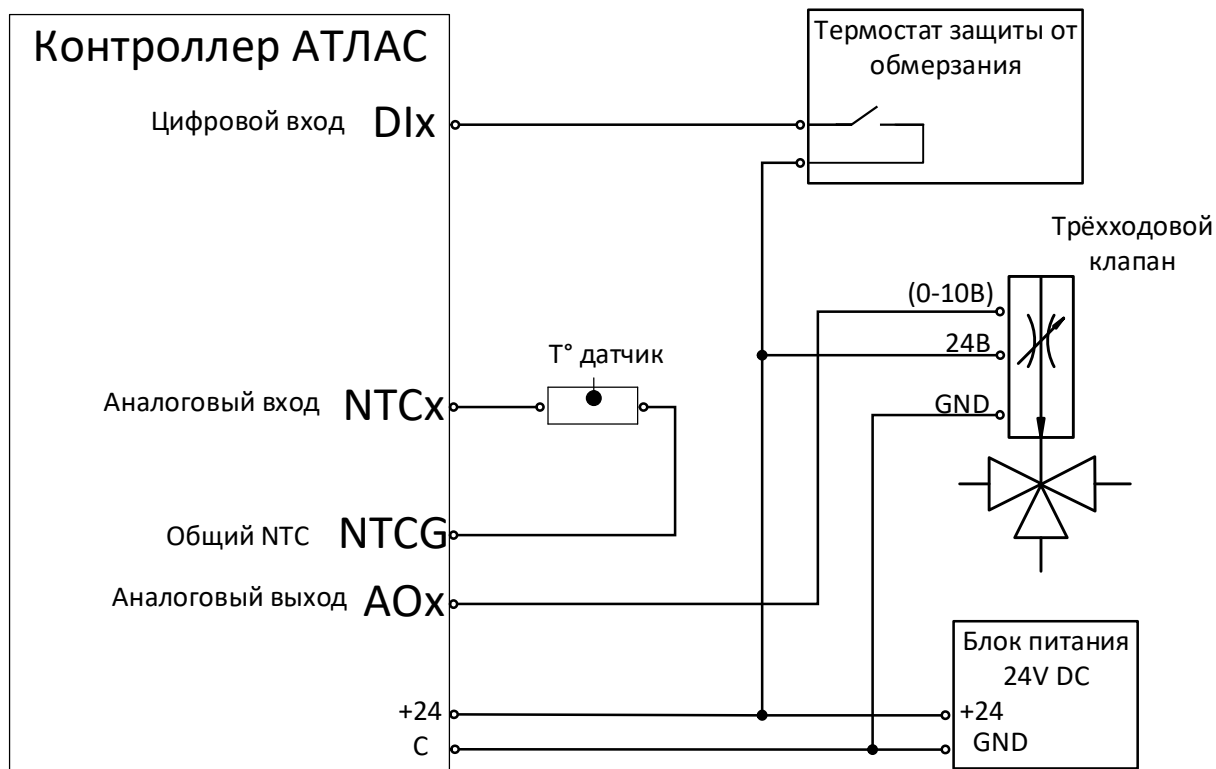 Контроллер АТЛАС
Термостат защиты от
обмерзания
Цифровой вход DIx
Трёхходовой
клапан
(0-10В)
24В
GND
T° датчик
Аналоговый вход NTCx
Общий NTC NTCG
Аналоговый выход AOx
Блок питания
24V DC
+24
+24
C
GND